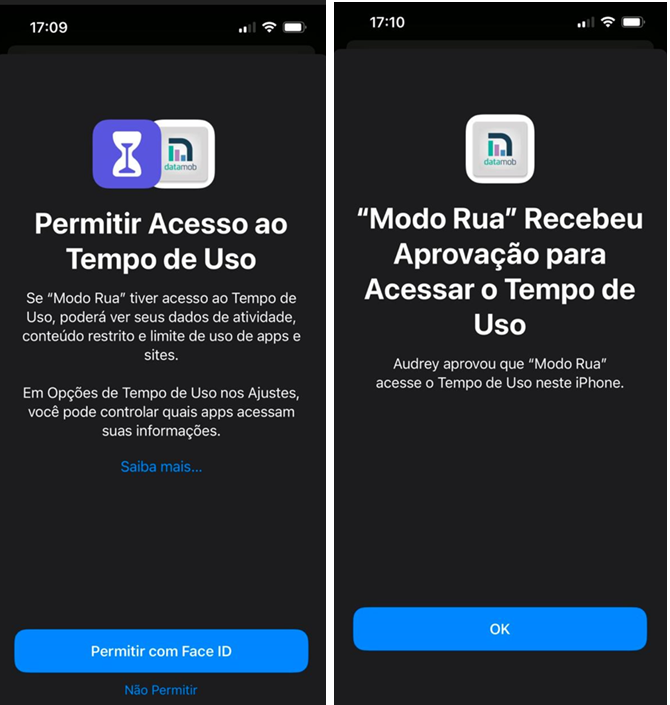 17:09
datamob
Permitir Acesso ao
Tempo de Uso
Se “Modo Rua” tiver acesso ao Tempo de
Uso, poderá ver seus dados de atividade,
conteúdo restrito e limite de uso de apps e
sites.
Em Opções de Tempo de Uso nos Ajustes,
você pode controlar quais apps acessam
suas informações.
Saiba mais...
Permitir com Face ID
Não Permitir
17:10
datamob
“Modo Rua” Recebeu
Aprovação para
Acessar o Tempo de
Uso
Audrey aprovou que “Modo Rua”
acesse o Tempo de Uso neste iPhone.
OK